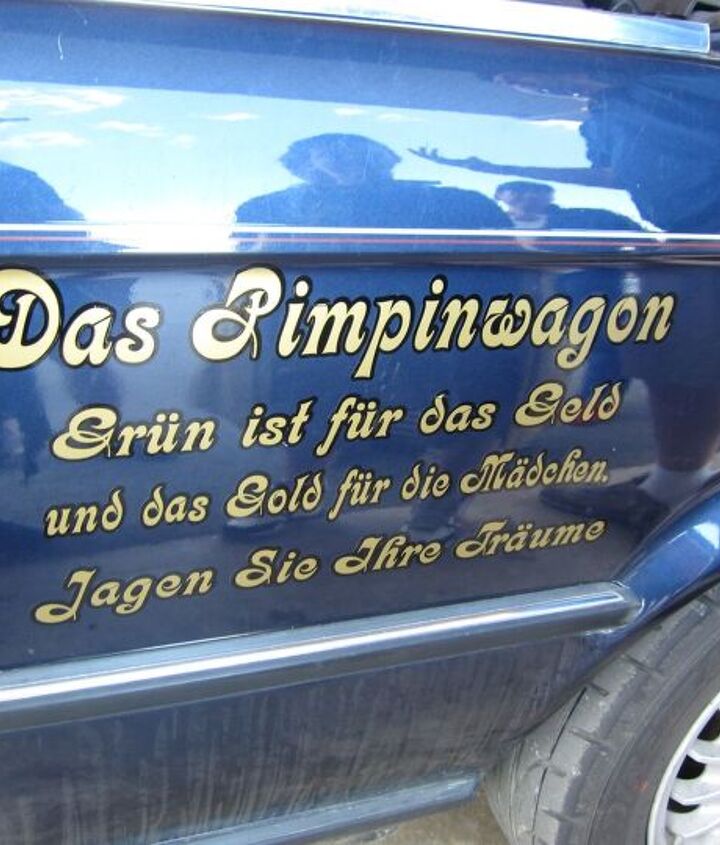 Das Pimpinwagon
Grün ist für das Geld
und das Gold für die Mädchen.
Jagen Sie Ihre Träume